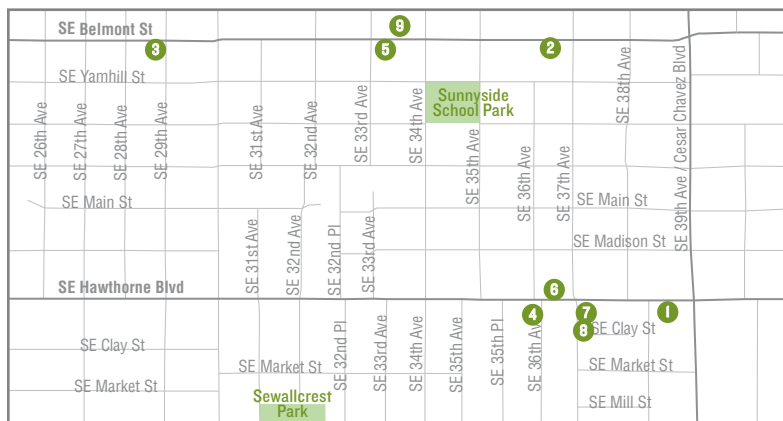 SE Belmont St
9
3
5
2
SE Yamhill St
Sunnyside
School Park
SE 26th Ave
SE 27th Ave
SE 28th Ave
SE 29th Ave
SE 31st Ave
SE 32nd Ave
SE 33rd Ave
SE 34th Ave
SE 35th Ave
SE 36th Ave
SE 37th Ave
SE 38th Ave
SE 39th Ave / Cesar Chavez Blvd
SE Main St
SE Main St
SE 31st Ave
SE 32nd Ave
SE 32nd Pl
SE 33rd Ave
SE Madison St
SE Hawthorne Blvd
6
4
7
1
8
SE Clay St
SE Clay St
SE 32nd Pl
SE 33rd Ave
SE 34th Ave
SE 35th Ave
SE 35th Pl
SE 36th Ave
SE Market St
SE Market St
SE Market St
Sewallcrest
Park
SE Mill St